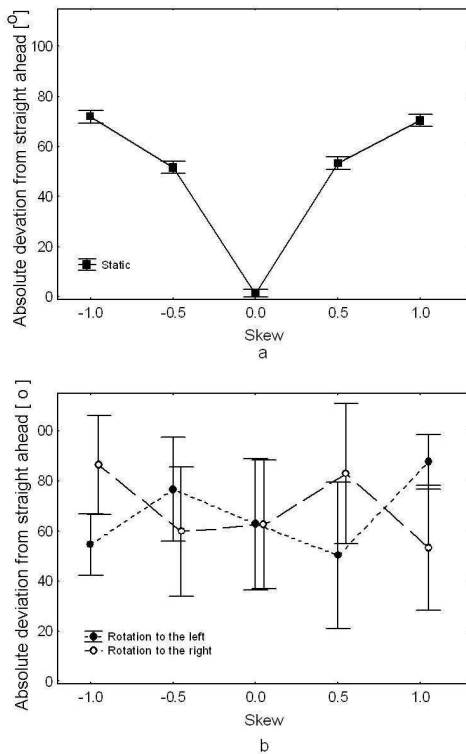 Absolute devation from straight ahead [o]
100
80
60
40
20
0
Static
-1.0 -0.5 0.0 0.5 1.0
Skew
a
Absolute deviation from straight ahead [ o ]
00
80
60
40
20
0
Rotation to the left
Rotation to the right
-1.0 -0.5 0.0 0.5 1.0
Skew
b